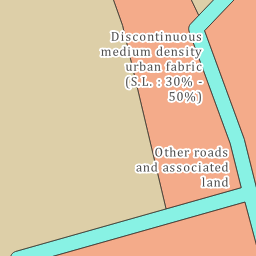 Discontinuous
medium density
urban fabric
(S.L. : 30% -
50%)
Other roads
and associated
land